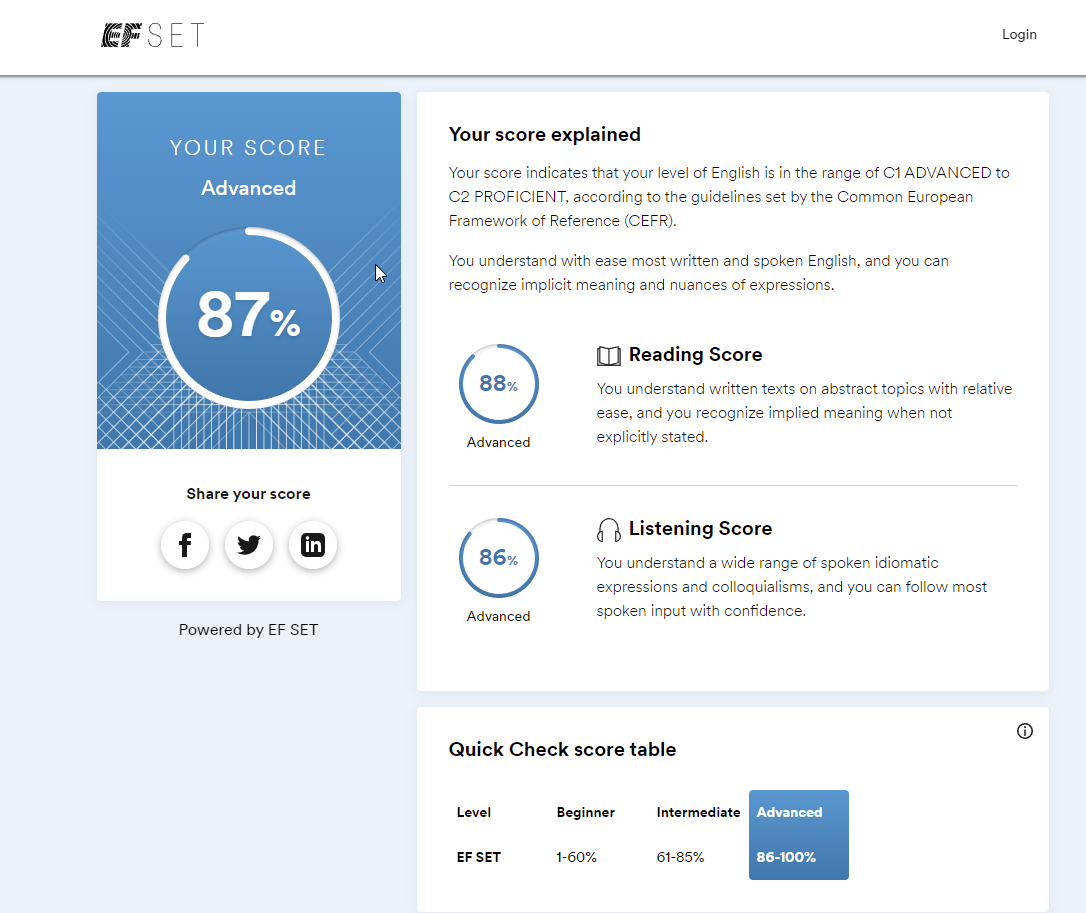 EF SET
Login
YOUR SCORE
Advanced
87%
Share your score
Powered by EF SET
Your score explained
Your score indicates that your level of English is in the range of C1 ADVANCED to
C2 PROFICIENT, according to the guidelines set by the Common European
Framework of Reference (CEFR).
You understand with ease most written and spoken English, and you can
recognize implicit meaning and nuances of expressions.
88%
Advanced
Reading Score
You understand written texts on abstract topics with relative
ease, and you recognize implied meaning when not
explicitly stated.
86%
Advanced
Listening Score
You understand a wide range of spoken idiomatic
expressions and colloquialisms, and you can follow most
spoken input with confidence.
Quick Check score table
Level Beginner Intermediate Advanced
EF SET 1-60% 61-85% 86-100%